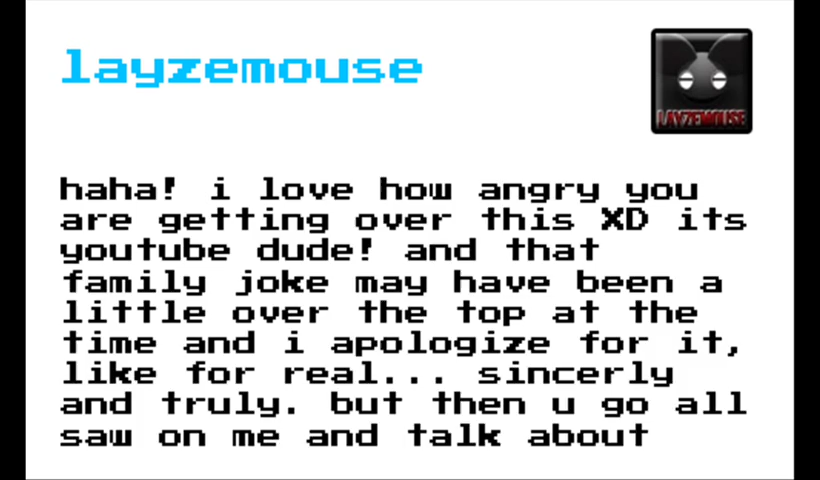 layzemouse
LAYZEMOUSE
haha! i love how angry you
are getting over this XD its
youtube dude! and that
family joke may have been a
little over the top at the
time and i apologize for it,
like for real... sincerly
and truly. but then u go all
saw on me and talk about